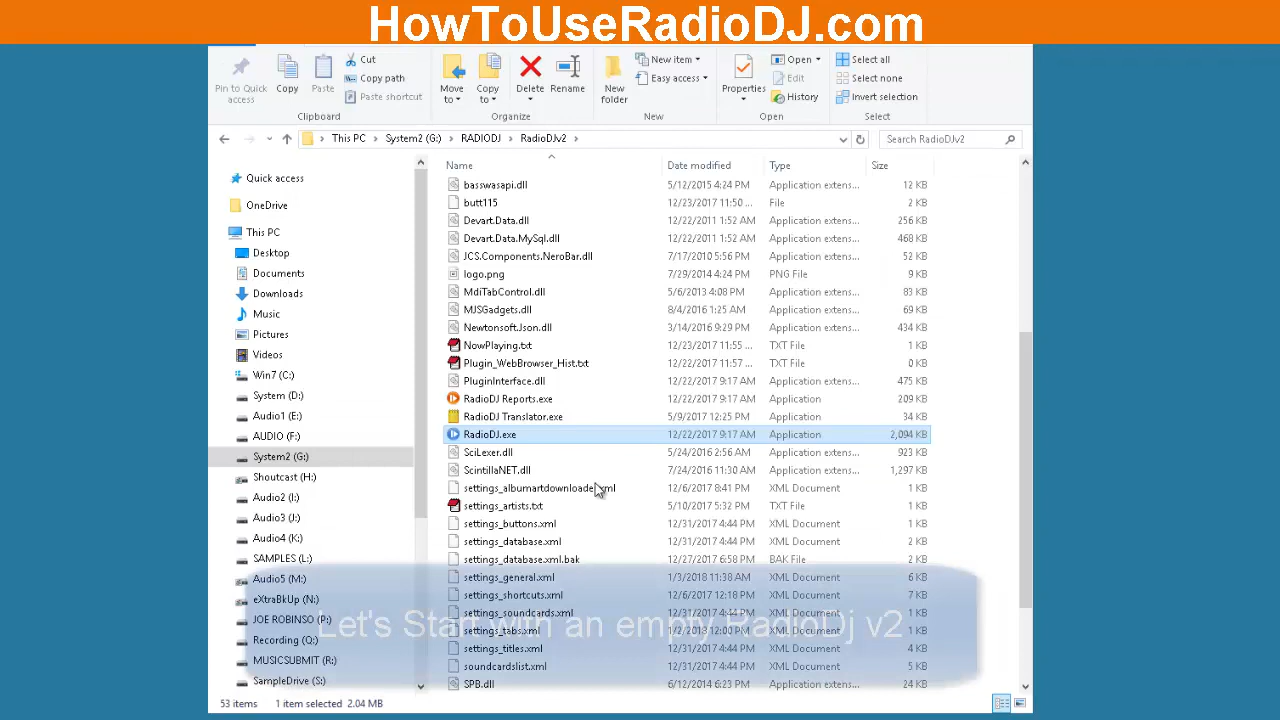 HowToUseRadioDJ.com
Cut
Copy path
Paste shortcut
Pin to Quick access
Copy
Paste
Clipboard
Move to
Copy to
Delete
Rename
Organize
New item
Easy access
New folder
New
Properties
Open
Edit
History
Open
Select all
Select none
Invert selection
Select
This PC > System2 (G:) > RADIODJ > RadioDJv2 >
Search RadioDJv2
Name Date modified Type Size
Quick access
OneDrive
This PC
Desktop
Documents
Downloads
Music
Pictures
Videos
Win7 (C:)
System (D:)
Audio1 (E:)
AUDIO (F:)
System2 (G:)
Shoutcast (H:)
Audio2 (I:)
Audio3 (J:)
Audio4 (K:)
SAMPLES (L:)
Audio5 (M:)
eXtraBkUp (N:)
JOE ROBINSO (P:)
Recording (Q:)
MUSICSUBMIT (R:)
SampleDrive (S:)
basswasapi.dll 5/12/2015 4:24 PM Application extens... 12 KB
butt115 12/23/2017 11:50 ... File 2 KB
Devart.Data.dll 12/22/2011 1:52 AM Application extens... 256 KB
Devart.Data.MySql.dll 12/22/2011 1:52 AM Application extens... 468 KB
JCS.Components.NeroBar.dll 7/17/2010 5:56 PM Application extens... 52 KB
logo.png 7/29/2014 2:24 PM PNG File 9 KB
MdiTabControl.dll 5/6/2013 4:08 PM Application extens... 83 KB
MJSGadgets.dll 8/4/2016 1:25 AM Application extens... 69 KB
Newtonsoft.Json.dll 3/14/2016 9:29 PM Application extens... 434 KB
NowPlaying.txt 12/23/2017 11:55 ... TXT File 1 KB
Plugin_WebBrowser_Hist.txt 12/22/2017 11:57 ... TXT File 0 KB
PluginInterface.dll 12/22/2017 9:17 AM Application extens... 475 KB
RadioDJ Reports.exe 12/22/2017 9:17 AM Application 209 KB
RadioDJ Translator.exe 5/9/2017 12:25 PM Application 34 KB
RadioDJ.exe 12/22/2017 9:17 AM Application 2,094 KB
SciLexer.dll 5/24/2016 2:56 AM Application extens... 923 KB
ScintillaNET.dll 7/24/2016 11:30 AM Application extens... 1,297 KB
settings_albumartdownloader.xml 12/6/2017 8:41 PM XML Document 1 KB
settings_artists.txt 5/10/2017 5:32 PM TXT File 1 KB
settings_buttons.xml 12/31/2017 4:44 PM XML Document 1 KB
settings_database.xml 12/31/2017 4:44 PM XML Document 2 KB
settings_database.xml.bak 12/27/2017 6:58 PM BAK File 2 KB
settings_general.xml 1/3/2018 11:38 AM XML Document 6 KB
settings_shortcuts.xml 12/6/2017 12:18 PM XML Document 7 KB
settings_soundcards.xml 12/31/2017 4:44 PM XML Document 1 KB
settings_tabs.xml 1/2/2018 12:00 PM XML Document 1 KB
settings_titles.xml 12/31/2017 4:44 PM XML Document 4 KB
soundcardslist.xml 12/31/2017 4:44 PM XML Document 5 KB
SPB.dll 6/12/2014 6:23 PM Application extens... 24 KB
Let's Start with an empty RadioDj v2
53 items 1 item selected 2.04 MB